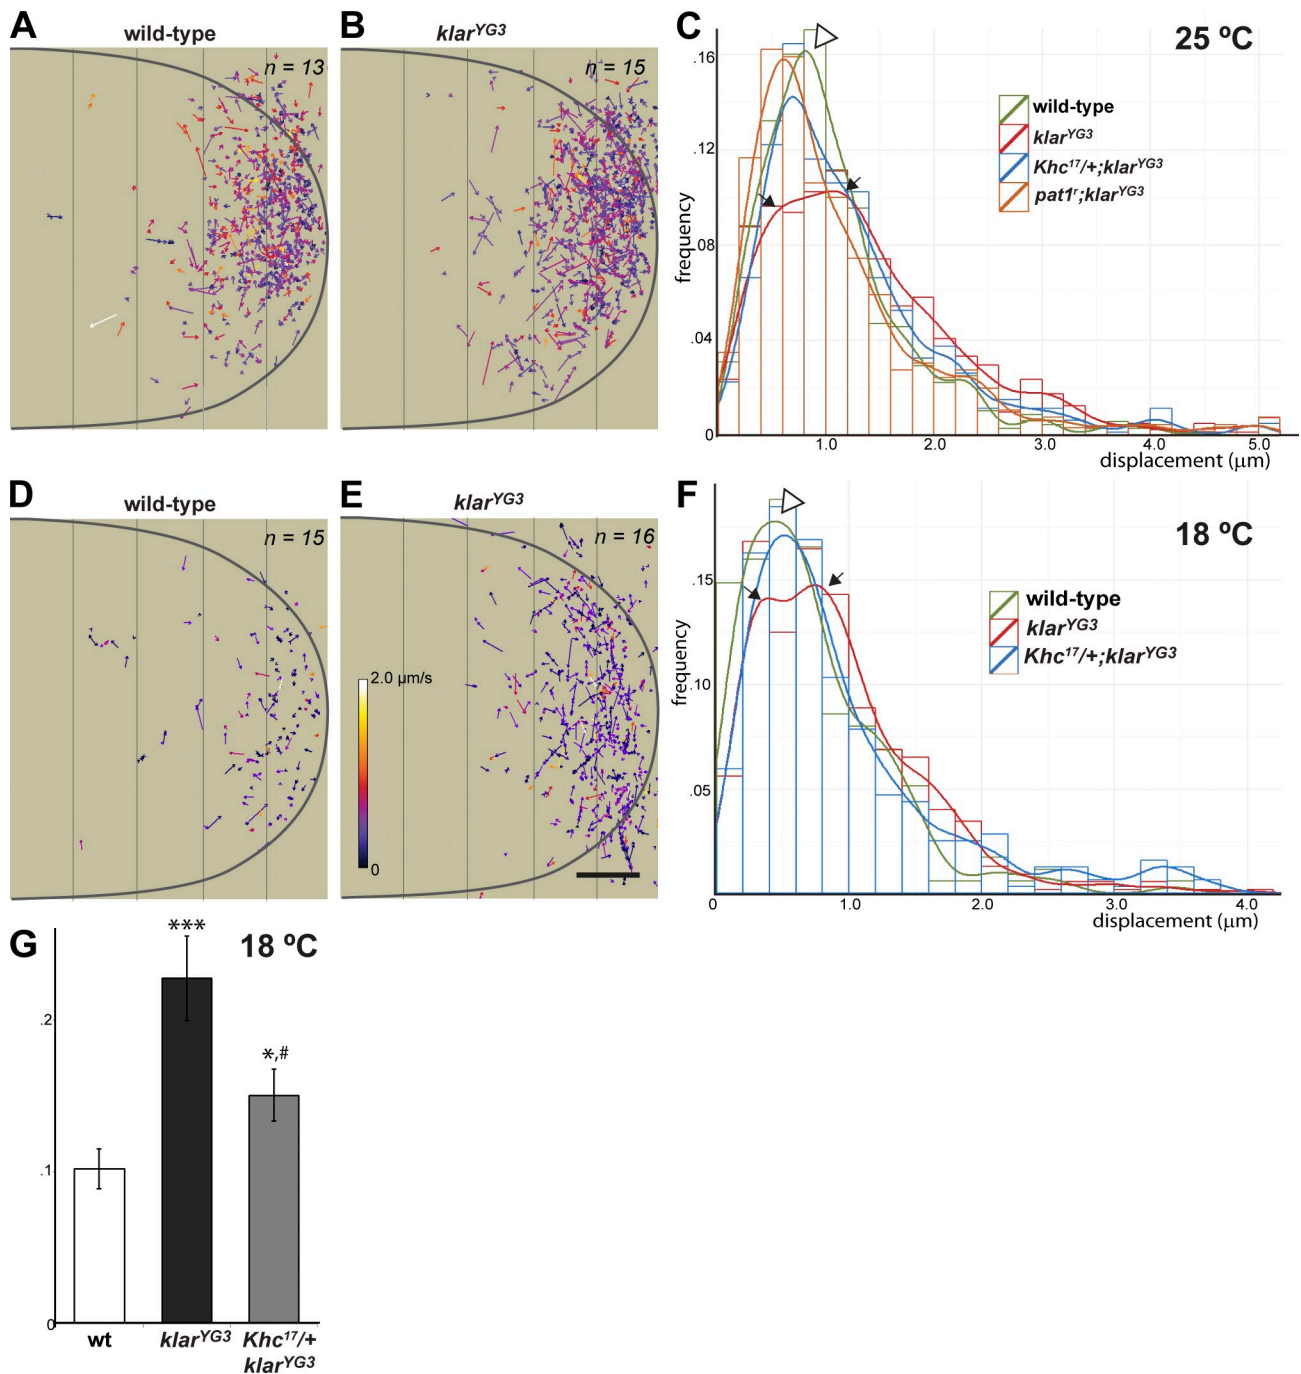 A
wild-type
n = 13
B
klarYG3
n = 15
C
25 ºC
.16
.12
.08
.04
0
frequency
1.0
2.0
3.0
4.0
5.0
displacement (μm)
wild-type
klarYG3
Khc17/+;klarYG3
pat1r;klarYG3
D
wild-type
n = 15
E
klarYG3
n = 16
2.0 μm/s
0
F
18 ºC
.15
.10
.05
frequency
0
1.0
2.0
3.0
4.0
displacement (μm)
wild-type
klarYG3
Khc17/+;klarYG3
G
18 ºC
.2
.1
0
***
*,#
wt
klarYG3
Khc17/+
klarYG3